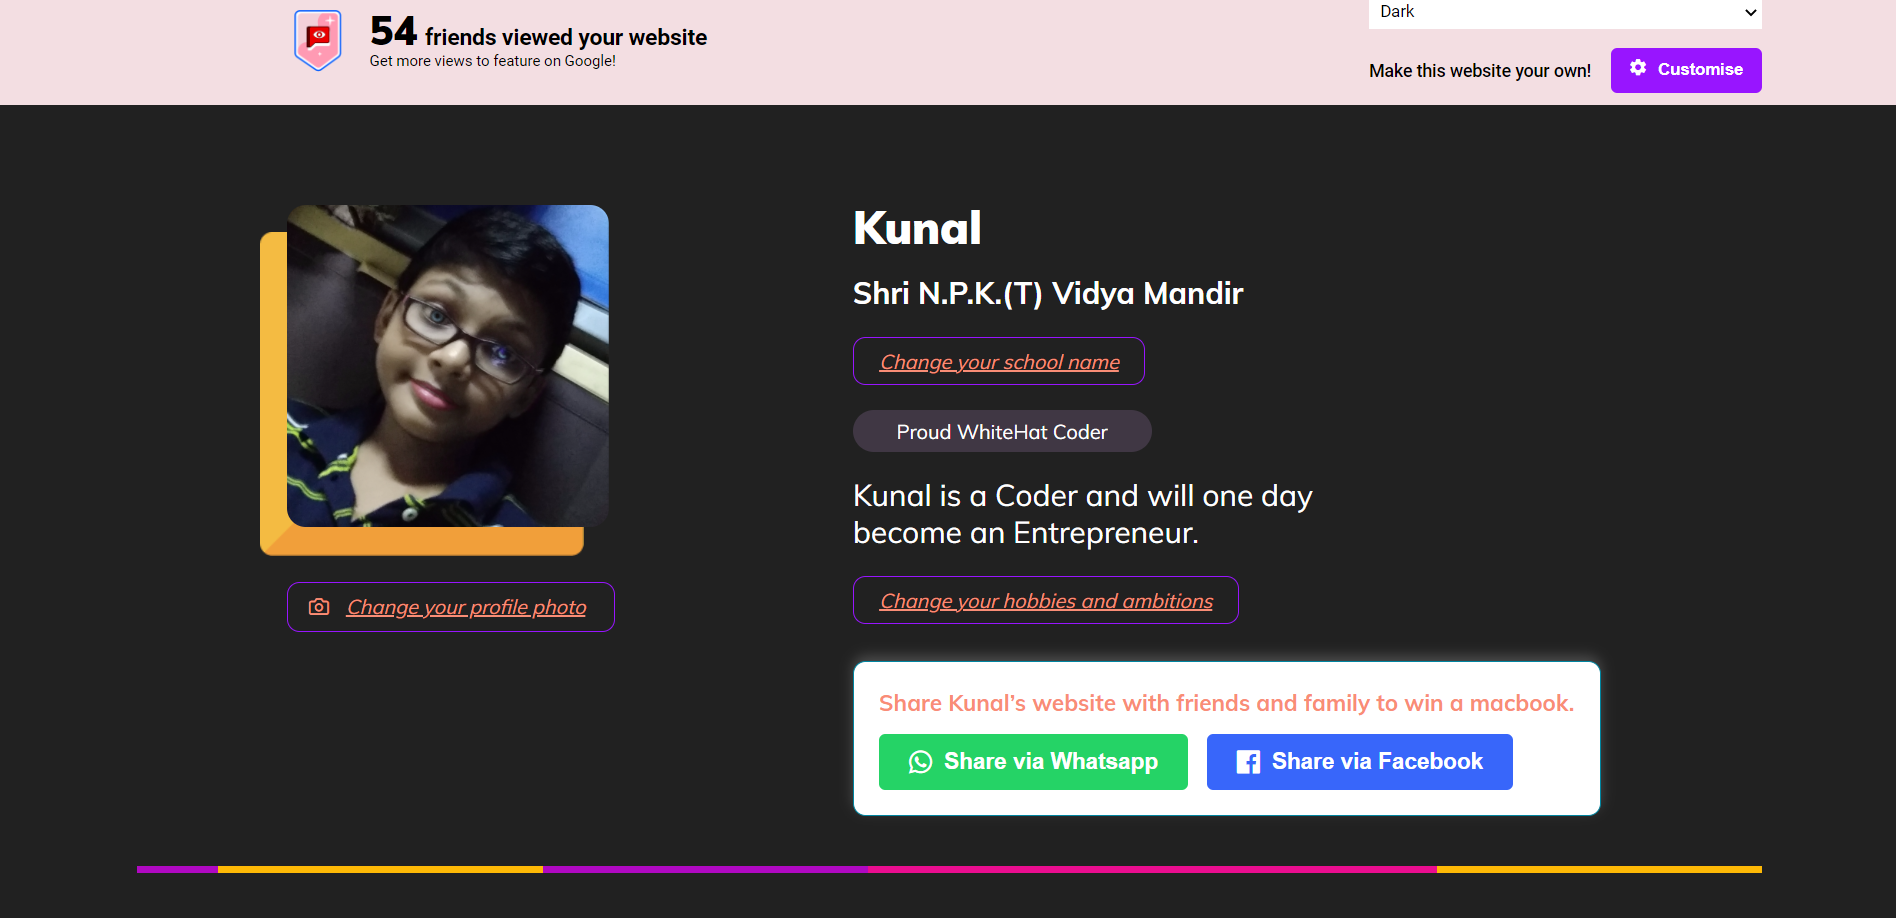 54 friends viewed your website
Get more views to feature on Google!
Dark
Make this website your own!
Customise
Kunal
Shri N.P.K.(T) Vidya Mandir
Change your school name
Proud WhiteHat Coder
Kunal is a Coder and will one day
become an Entrepreneur.
Change your hobbies and ambitions
Change your profile photo
Share Kunal’s website with friends and family to win a macbook.
Share via Whatsapp
Share via Facebook